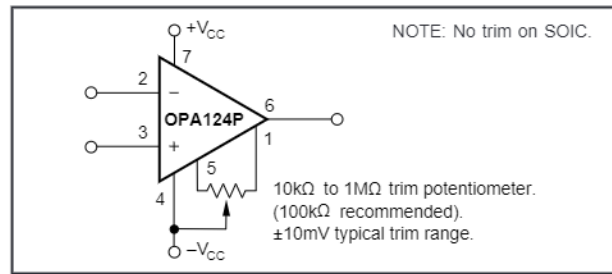 +VCC
NOTE: No trim on SOIC.
7
2
−
6
OPA124P
3
+
1
5
4
10kΩ to 1MΩ trim potentiometer.
(100kΩ recommended).
±10mV typical trim range.
−VCC